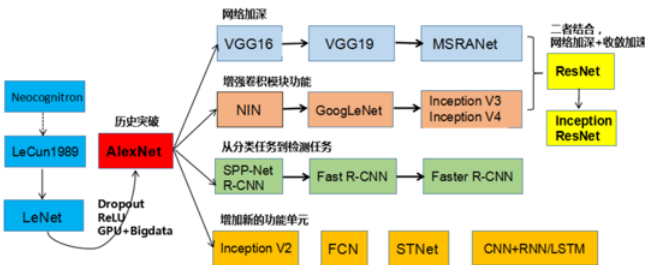 网络加深
VGG16
VGG19
MSRANet
二者结合，
网络加深+收敛加速
ResNet
Inception
ResNet
增强卷积模块功能
NIN
GoogLeNet
Inception V3
Inception V4
Neocognitron
LeCun1989
LeNet
历史突破
AlexNet
Dropout
ReLU
GPU+Bigdata
从分类任务到检测任务
SPP-Net
R-CNN
Fast R-CNN
Faster R-CNN
增加新的功能单元
Inception V2
FCN
STNet
CNN+RNN/LSTM